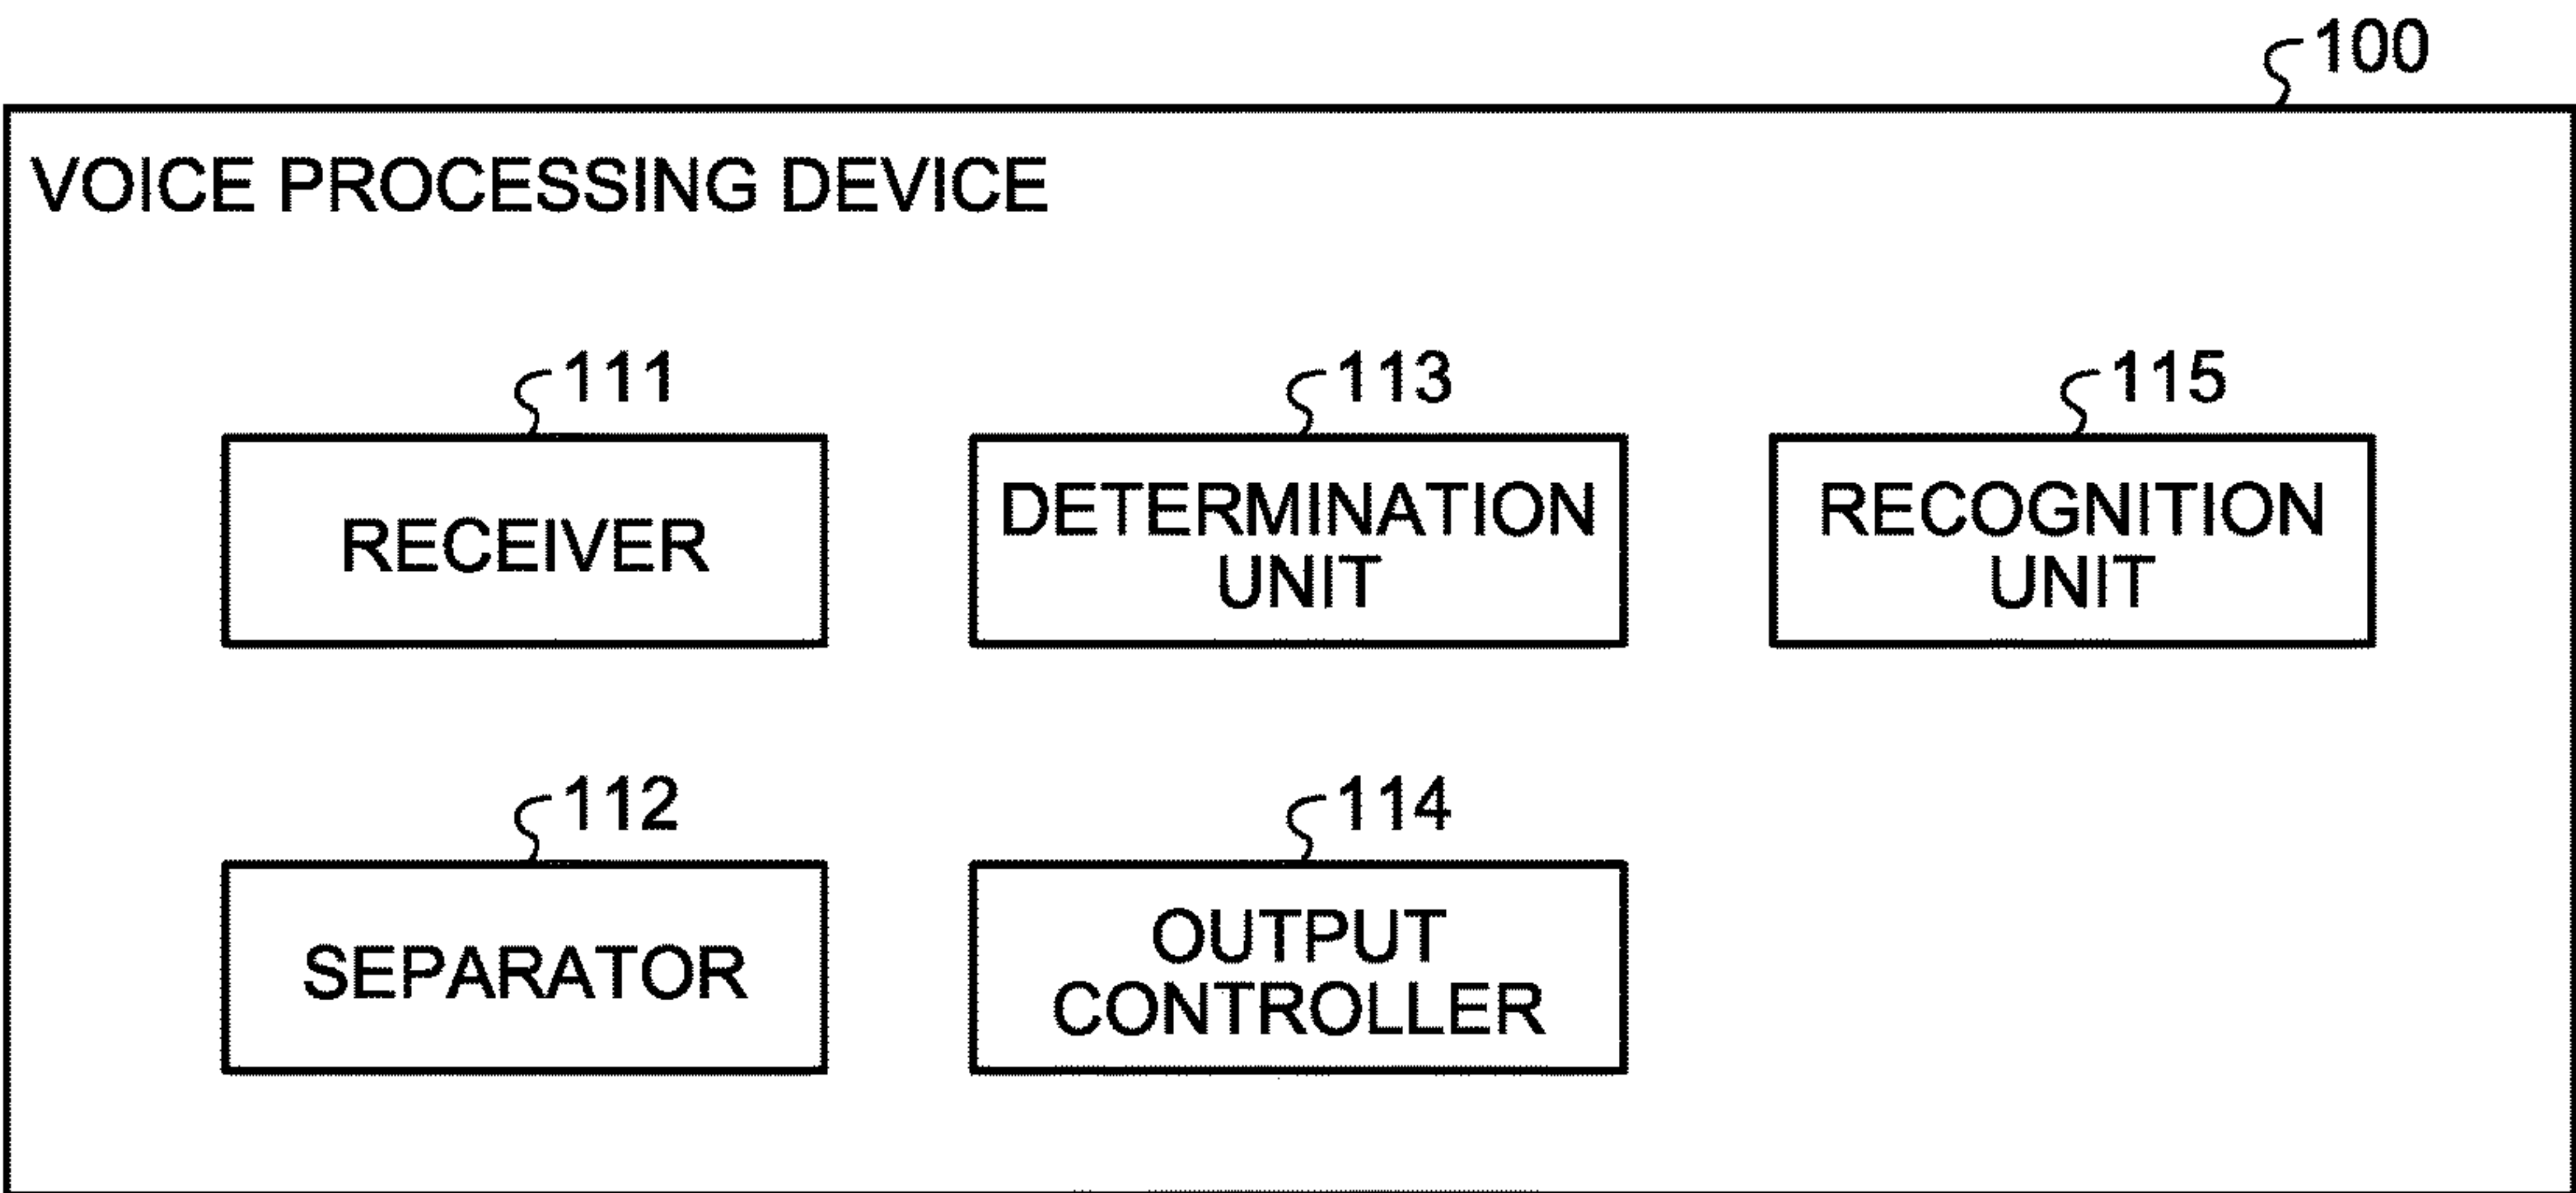 100
VOICE PROCESSING DEVICE
111
RECEIVER
113
DETERMINATION
UNIT
115
RECOGNITION
UNIT
112
SEPARATOR
114
OUTPUT
CONTROLLER